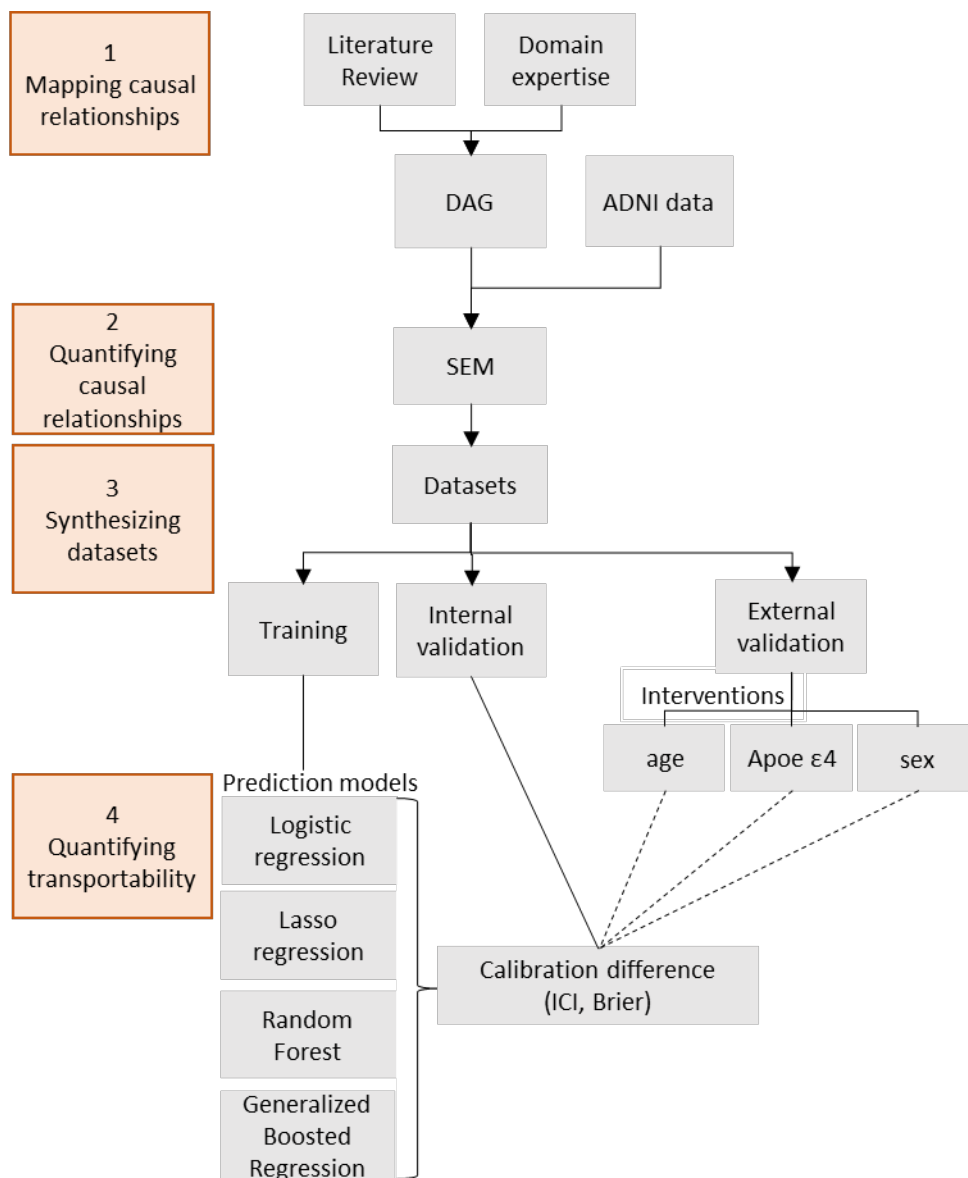 1
Mapping causal
relationships
Literature
Review
Domain
expertise
DAG
ADNI data
2
Quantifying
causal
relationships
SEM
3
Synthesizing
datasets
Datasets
Training
Internal
validation
External
validation
Interventions
age
Apoe ε4
sex
4
Quantifying
transportability
Prediction models
Logistic
regression
Lasso
regression
Random
Forest
Generalized
Boosted
Regression
Calibration difference
(ICI, Brier)